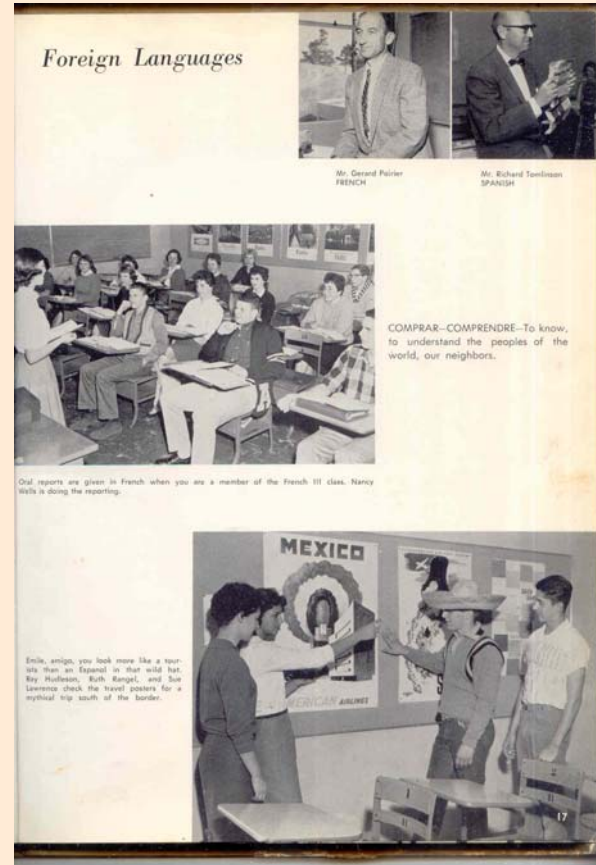 Foreign Languages
Mr. Gerard Poirier
FRENCH
Mr. Richard Tomlinson
SPANISH
COMPRAR—COMPRENDRE—To know,
to understand the peoples of the
world, our neighbors.
Oral reports are given in French when you are a member of the French III class. Nancy
Wells is doing the reporting.
Emile, amigo, you look more like a tour-
ists than an Espanol in that wild hat.
Ray Hudleson, Ruth Rangel, and Sue
Lawrence check the travel posters for a
mythical trip south of the border.
MEXICO
AMERICAN AIRLINES
17